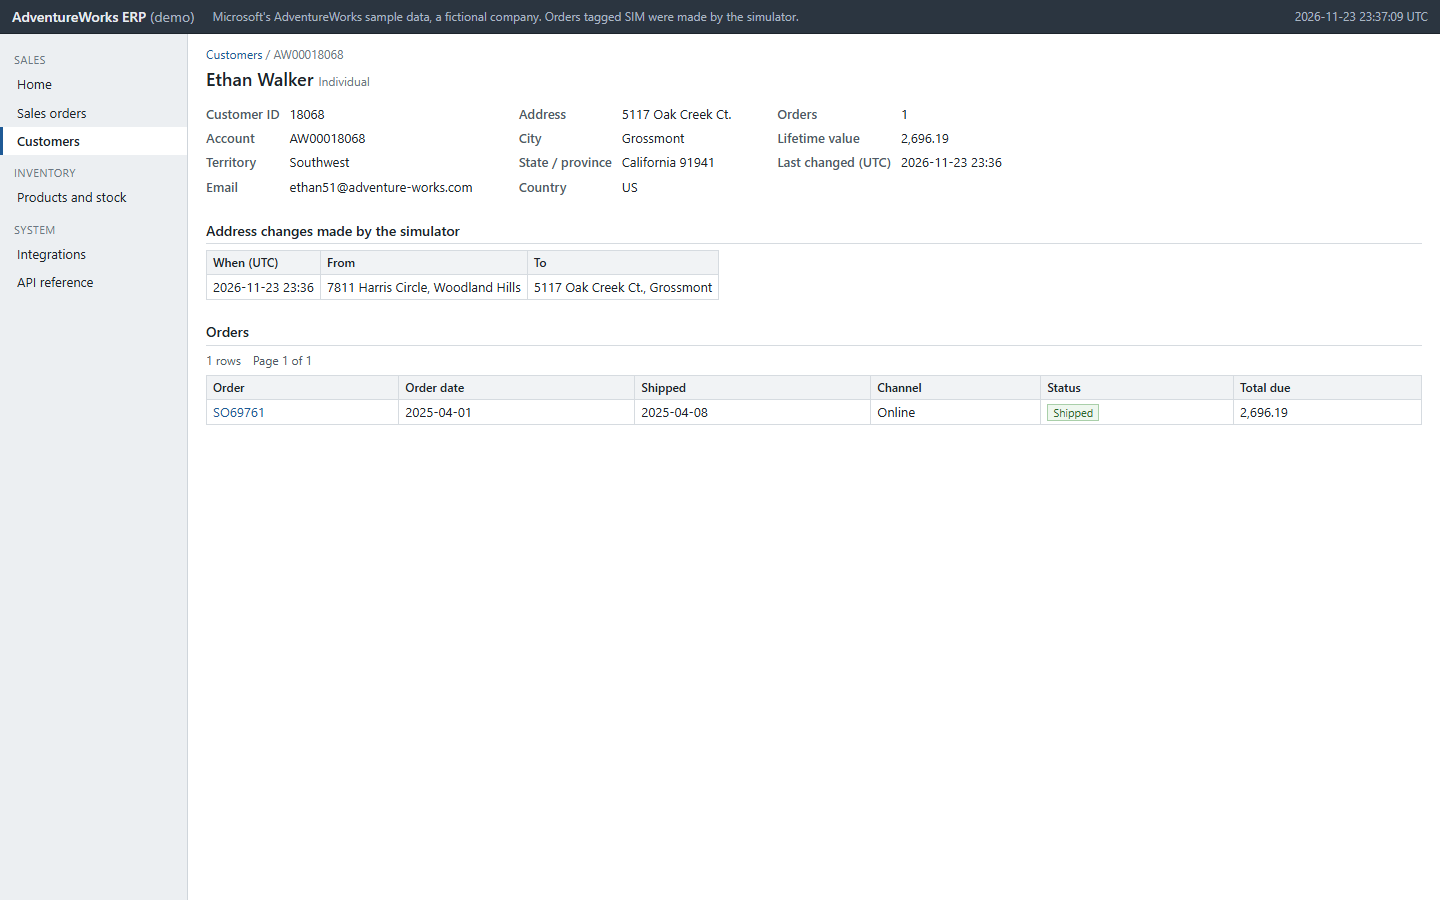 AdventureWorks ERP (demo) Microsoft's AdventureWorks sample data, a fictional company. Orders tagged SIM were made by the simulator. 2026-11-23 23:37:09 UTC
SALES
Home
Sales orders
Customers
INVENTORY
Products and stock
SYSTEM
Integrations
API reference
Customers / AW00018068
Ethan Walker Individual
Customer ID 18068 Address 5117 Oak Creek Ct. Orders 1
Account AW00018068 City Grossmont Lifetime value 2,696.19
Territory Southwest State / province California 91941 Last changed (UTC) 2026-11-23 23:36
Email ethan51@adventure-works.com Country US
Address changes made by the simulator
When (UTC) From To
2026-11-23 23:36 7811 Harris Circle, Woodland Hills 5117 Oak Creek Ct., Grossmont
Orders
1 rows Page 1 of 1
Order Order date Shipped Channel Status Total due
SO69761 2025-04-01 2025-04-08 Online Shipped 2,696.19